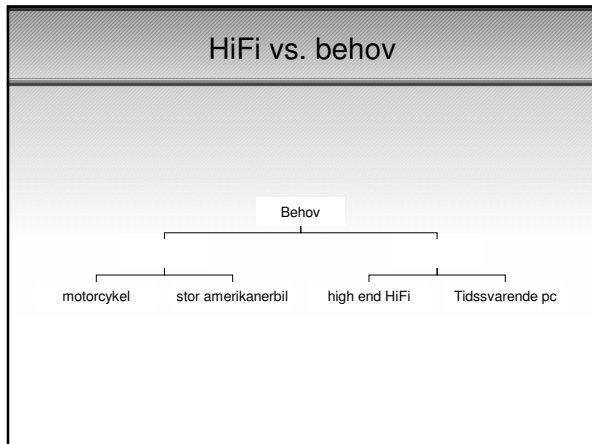 HiFi vs. behov
Behov
motorcykel
stor amerikanerbil
high end HiFi
Tidssvarende pc